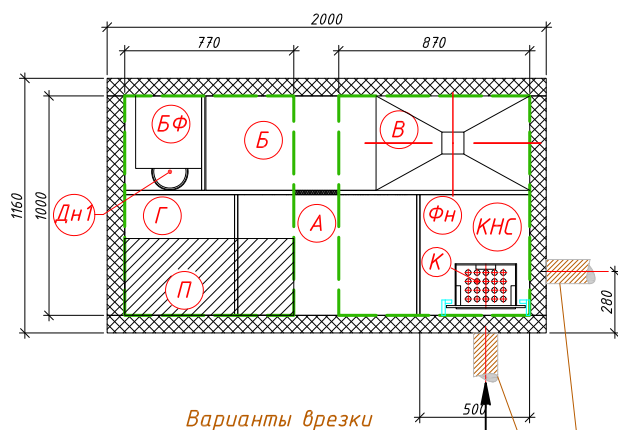 2000
770
870
1160
1000
БФ
Б
В
Дн1
Г
А
Фн
КНС
К
П
280
500
Варианты врезки